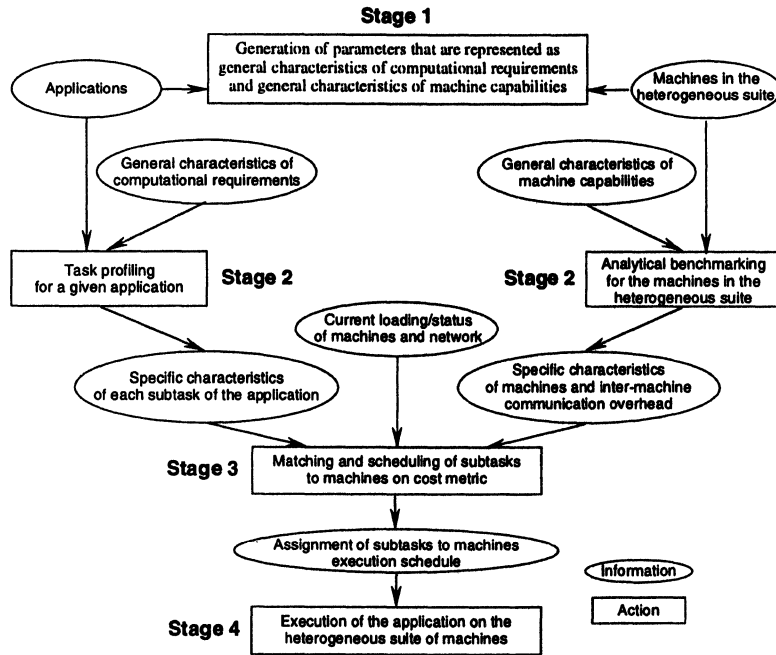 Stage 1
Generation of parameters that are represented as
general characteristics of computational requirements
and general characteristics of machine capabilities
Applications
Machines in the
heterogeneous suite
General characteristics of
computational requirements
General characteristics of
machine capabilities
Task profiling
for a given application
Stage 2
Stage 2
Analytical benchmarking
for the machines in the
heterogeneous suite
Current loading/status
of machines and network
Specific characteristics
of each subtask of the application
Specific characteristics
of machines and inter-machine
communication overhead
Stage 3
Matching and scheduling of subtasks
to machines on cost metric
Assignment of subtasks to machines
execution schedule
Information
Action
Stage 4
Execution of the application on the
heterogeneous suite of machines